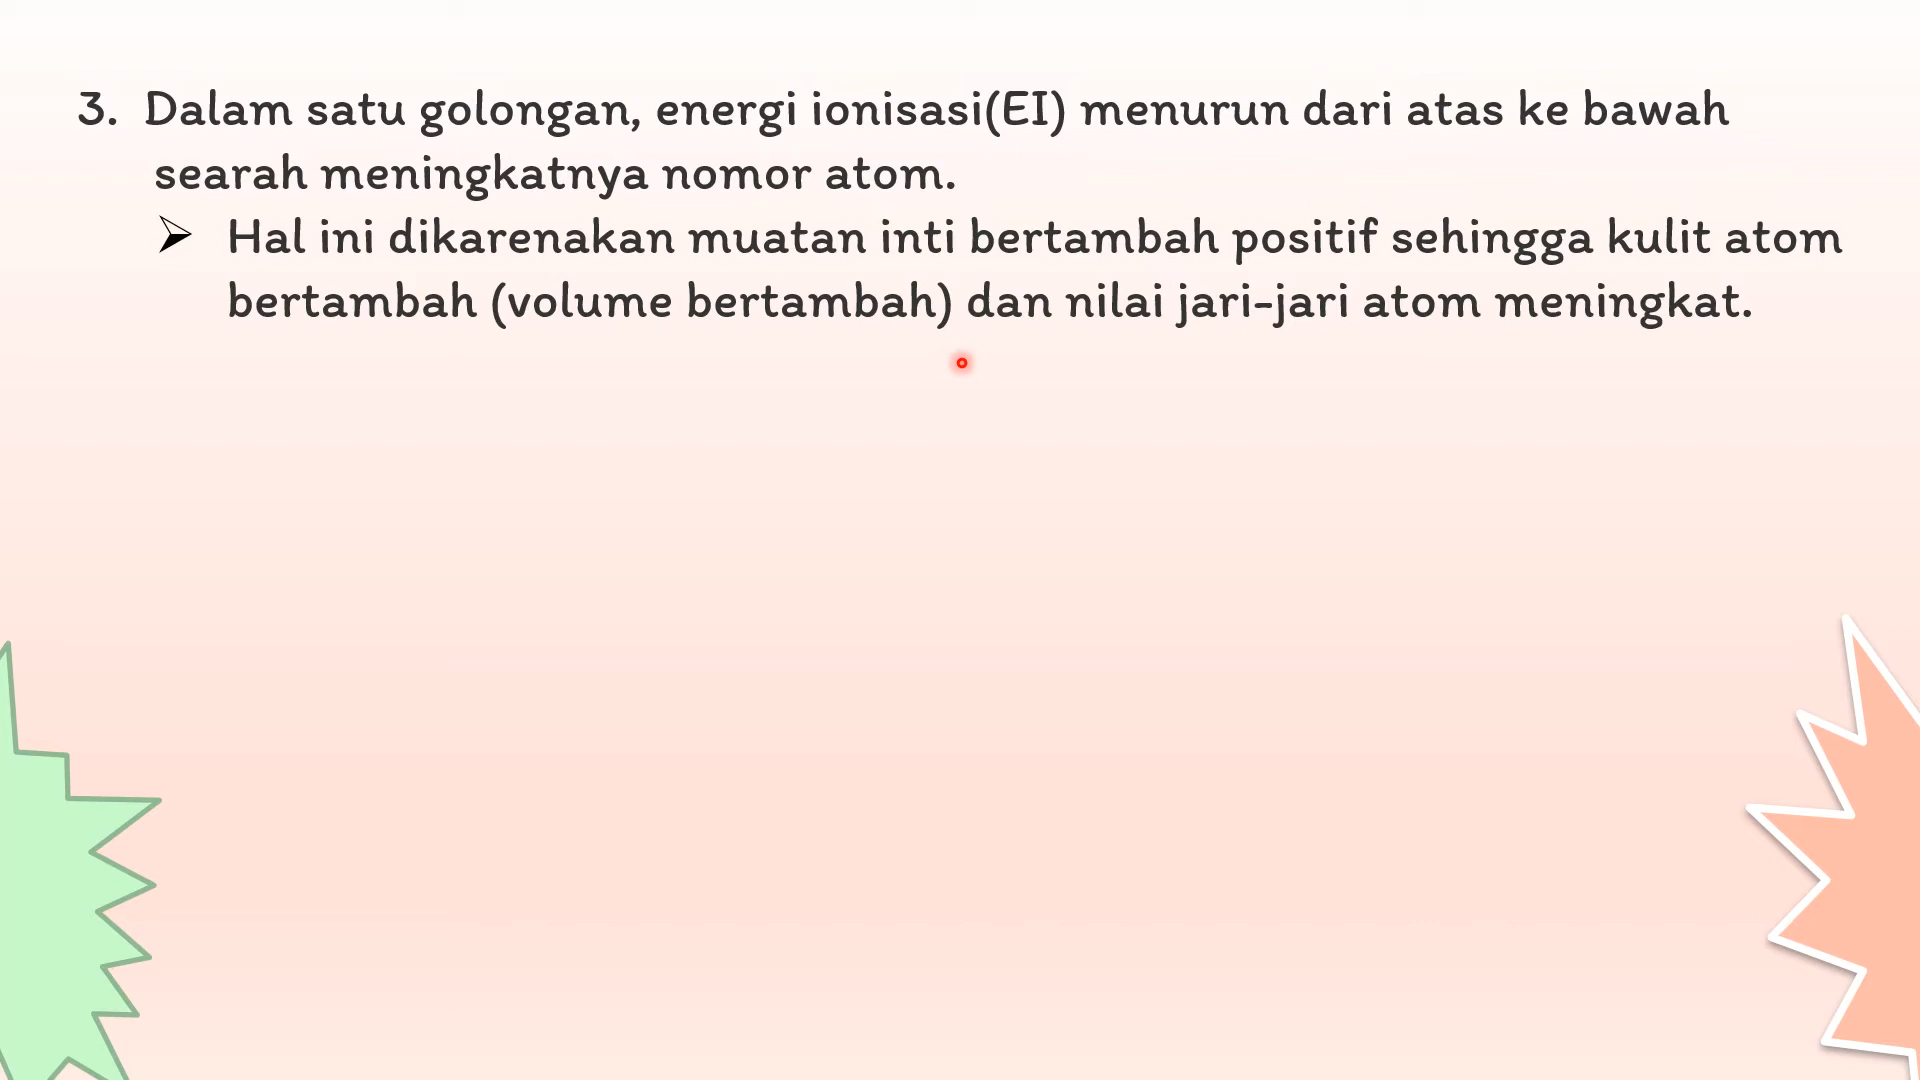 3. Dalam satu golongan, energi ionisasi(EI) menurun dari atas ke bawah
searah meningkatnya nomor atom.
➢ Hal ini dikarenakan muatan inti bertambah positif sehingga kulit atom
bertambah (volume bertambah) dan nilai jari-jari atom meningkat.